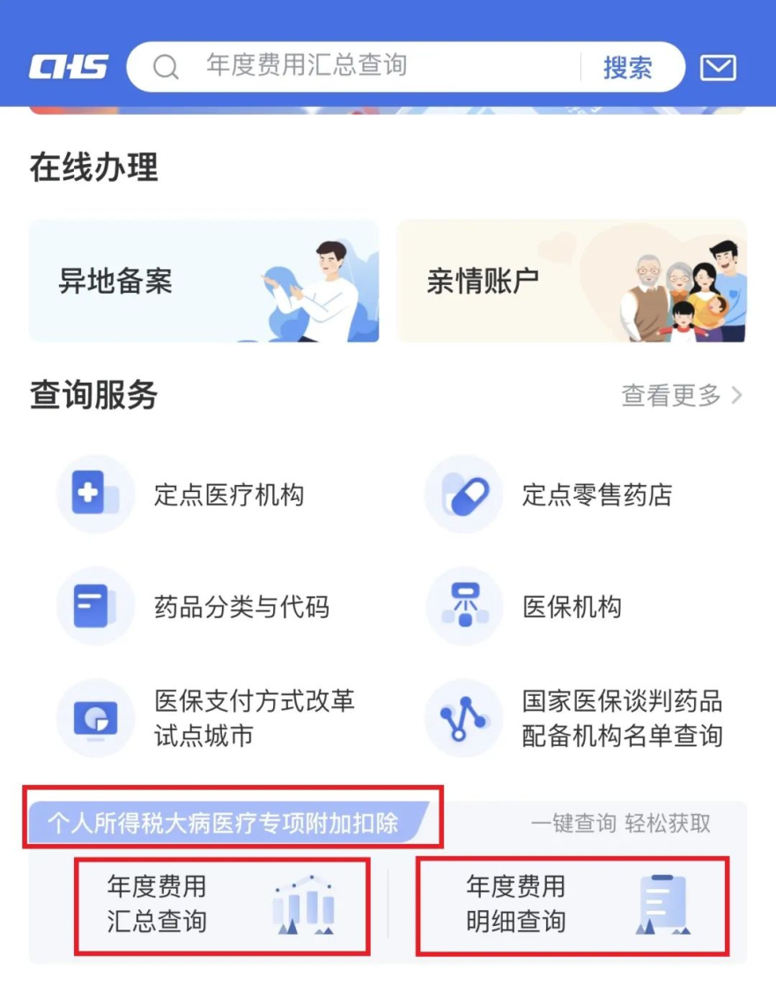 CHS
年度费用汇总查询
搜索
在线办理
异地备案
亲情账户
查询服务
查看更多
定点医疗机构
定点零售药店
药品分类与代码
医保机构
医保支付方式改革
试点城市
国家医保谈判药品
配备机构名单查询
个人所得税大病医疗专项附加扣除
一键查询 轻松获取
年度费用
汇总查询
年度费用
明细查询